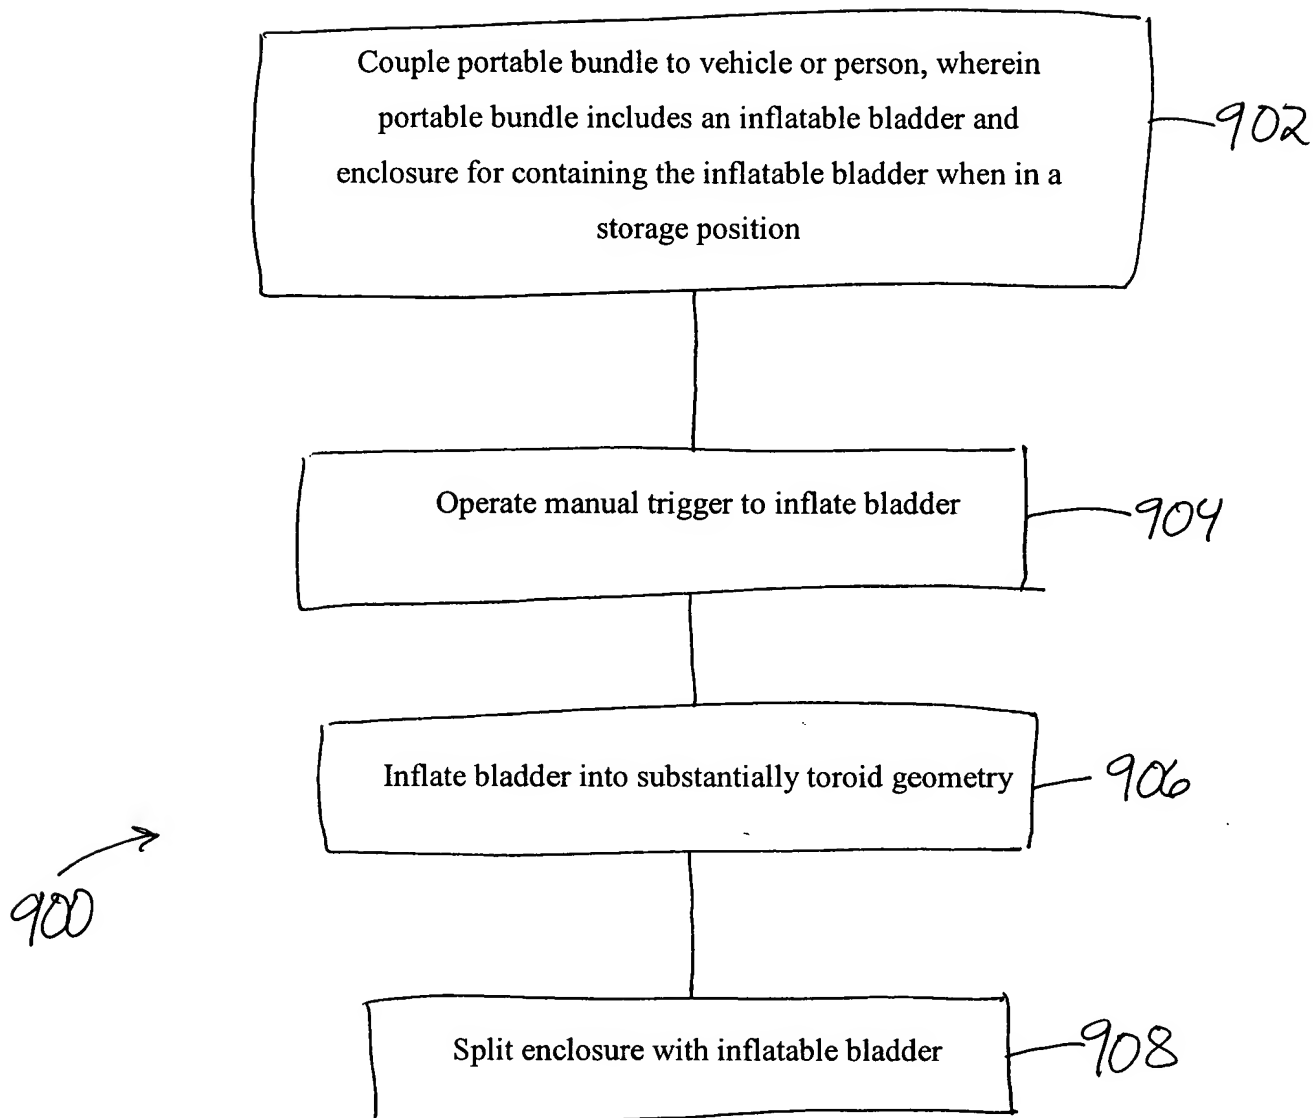 Couple portable bundle to vehicle or person, wherein
portable bundle includes an inflatable bladder and
enclosure for containing the inflatable bladder when in a
storage position
902
Operate manual trigger to inflate bladder
904
Inflate bladder into substantially toroid geometry
906
900
Split enclosure with inflatable bladder
908